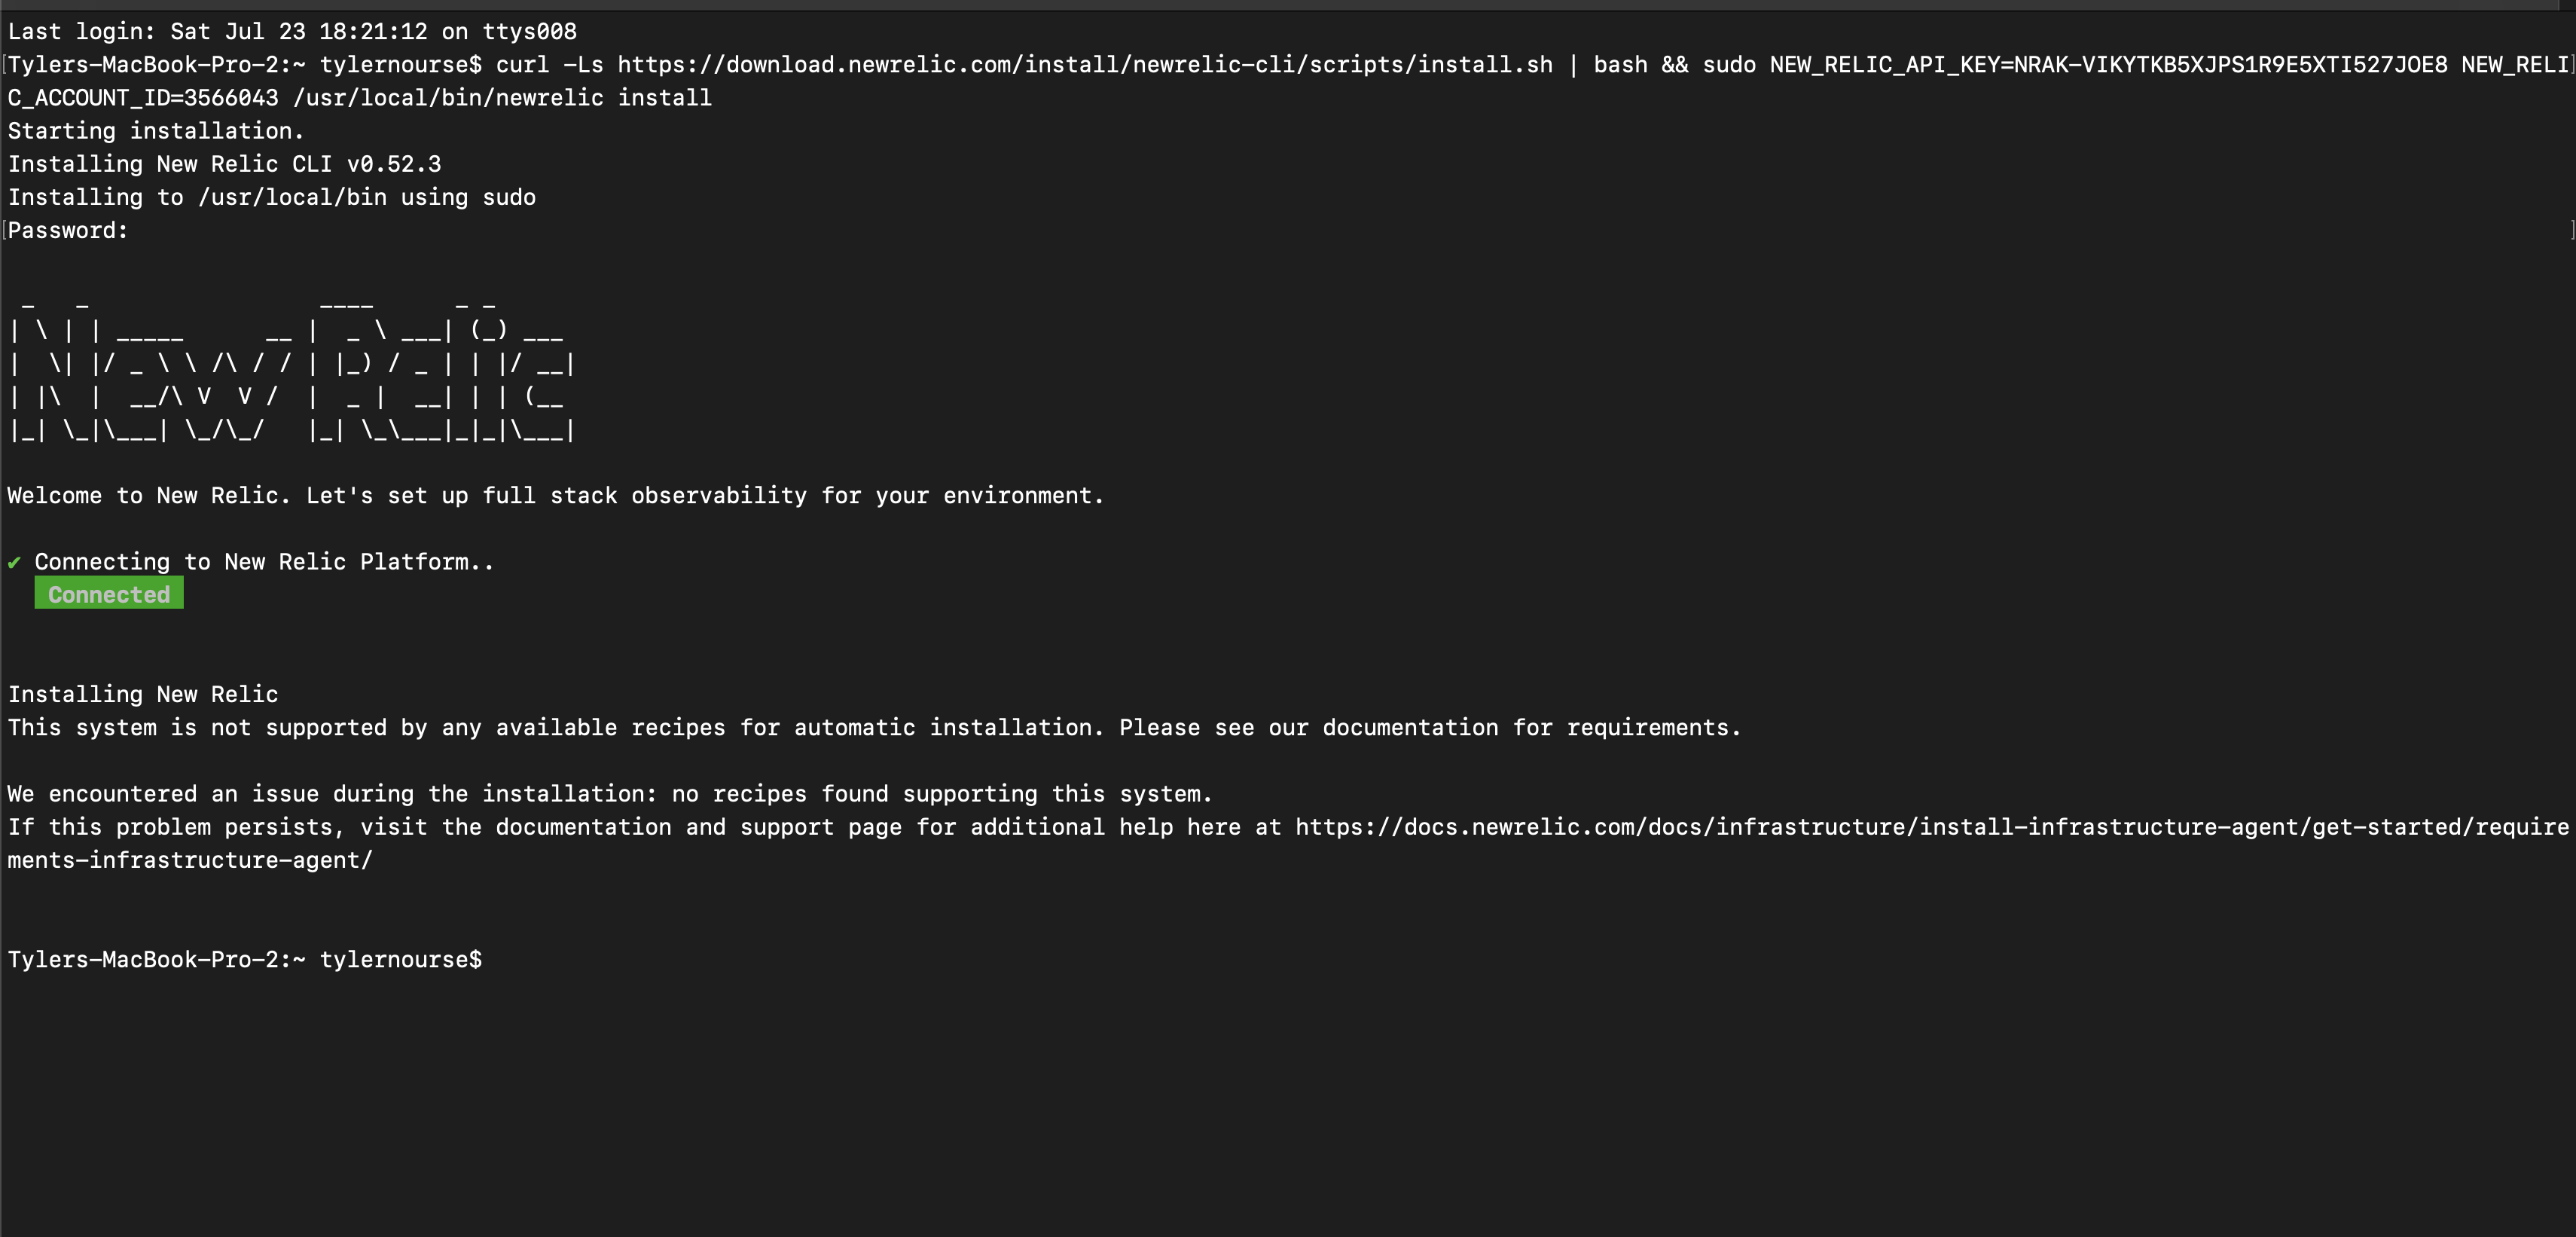 Last login: Sat Jul 23 18:21:12 on ttys008
[Tylers-MacBook-Pro-2:~ tylernourse$ curl -Ls https://download.newrelic.com/install/newrelic-cli/scripts/install.sh | bash && sudo NEW_RELIC_API_KEY=NRAK-VIKYTKB5XJPS1R9E5XTI527JOE8 NEW_RELI]
C_ACCOUNT_ID=3566043 /usr/local/bin/newrelic install
Starting installation.
Installing New Relic CLI v0.52.3
Installing to /usr/local/bin using sudo
[Password: ]
 _   _                 ____      _ _
| \ | | _____      __ |  _ \ ___| (_) ___
|  \| |/ _ \ \ /\ / / | |_) / _ | | |/ __|
| |\  |  __/\ V  V /  |  _ |  __| | | (__
|_| \_|\___| \_/\_/   |_| \_\___|_|_|\___|
Welcome to New Relic. Let's set up full stack observability for your environment.
✔ Connecting to New Relic Platform..
Connected
Installing New Relic
This system is not supported by any available recipes for automatic installation. Please see our documentation for requirements.
We encountered an issue during the installation: no recipes found supporting this system.
If this problem persists, visit the documentation and support page for additional help here at https://docs.newrelic.com/docs/infrastructure/install-infrastructure-agent/get-started/require
ments-infrastructure-agent/
Tylers-MacBook-Pro-2:~ tylernourse$